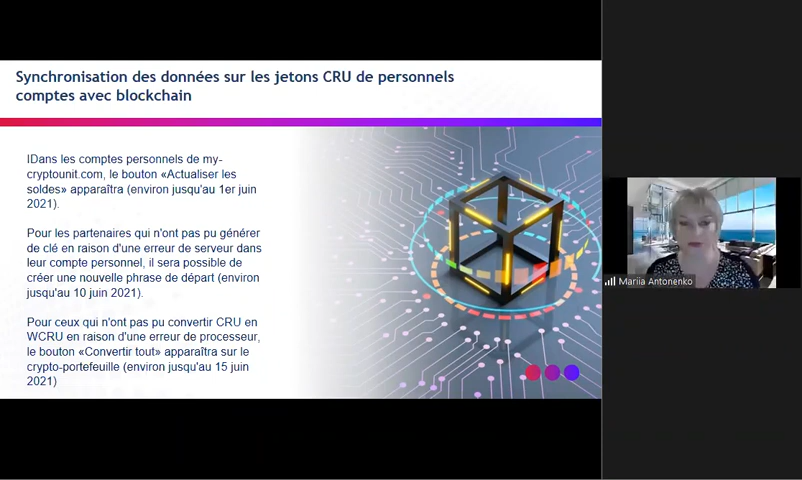 Synchronisation des données sur les jetons CRU de personnels
comptes avec blockchain
IDans les comptes personnels de my-
cryptounit.com, le bouton «Actualiser les
soldes» apparaîtra (environ jusqu'au 1er juin
2021).
Pour les partenaires qui n'ont pas pu générer
de clé en raison d'une erreur de serveur dans
leur compte personnel, il sera possible de
créer une nouvelle phrase de départ (environ
jusqu'au 10 juin 2021).
Pour ceux qui n'ont pas pu convertir CRU en
WCRU en raison d'une erreur de processeur,
le bouton «Convertir tout» apparaîtra sur le
crypto-portefeuille (environ jusqu'au 15 juin
2021)
Mariia Antonenko